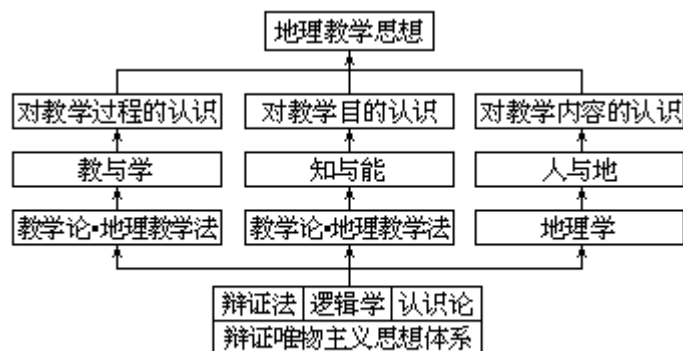 地理教学思想
对教学过程的认识 对教学目的认识 对教学内容的认识
教与学 知与能 人与地
教学论·地理教学法 教学论·地理教学法 地理学
辩证法 逻辑学 认识论
辩证唯物主义思想体系